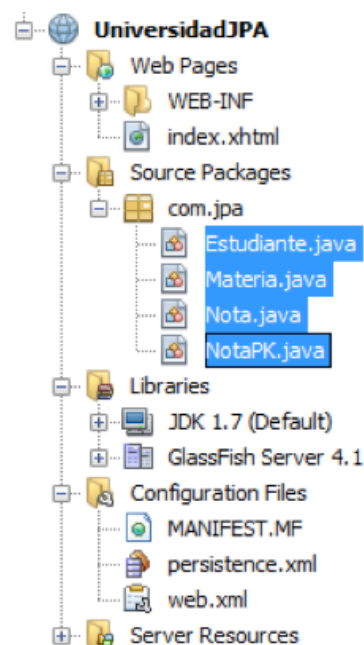 UniversidadJPA
Web Pages
WEB-INF
index.xhtml
Source Packages
com.jpa
Estudiante.java
Materia.java
Nota.java
NotaPK.java
Libraries
JDK 1.7 (Default)
GlassFish Server 4.1
Configuration Files
MANIFEST.MF
persistence.xml
web.xml
Server Resources